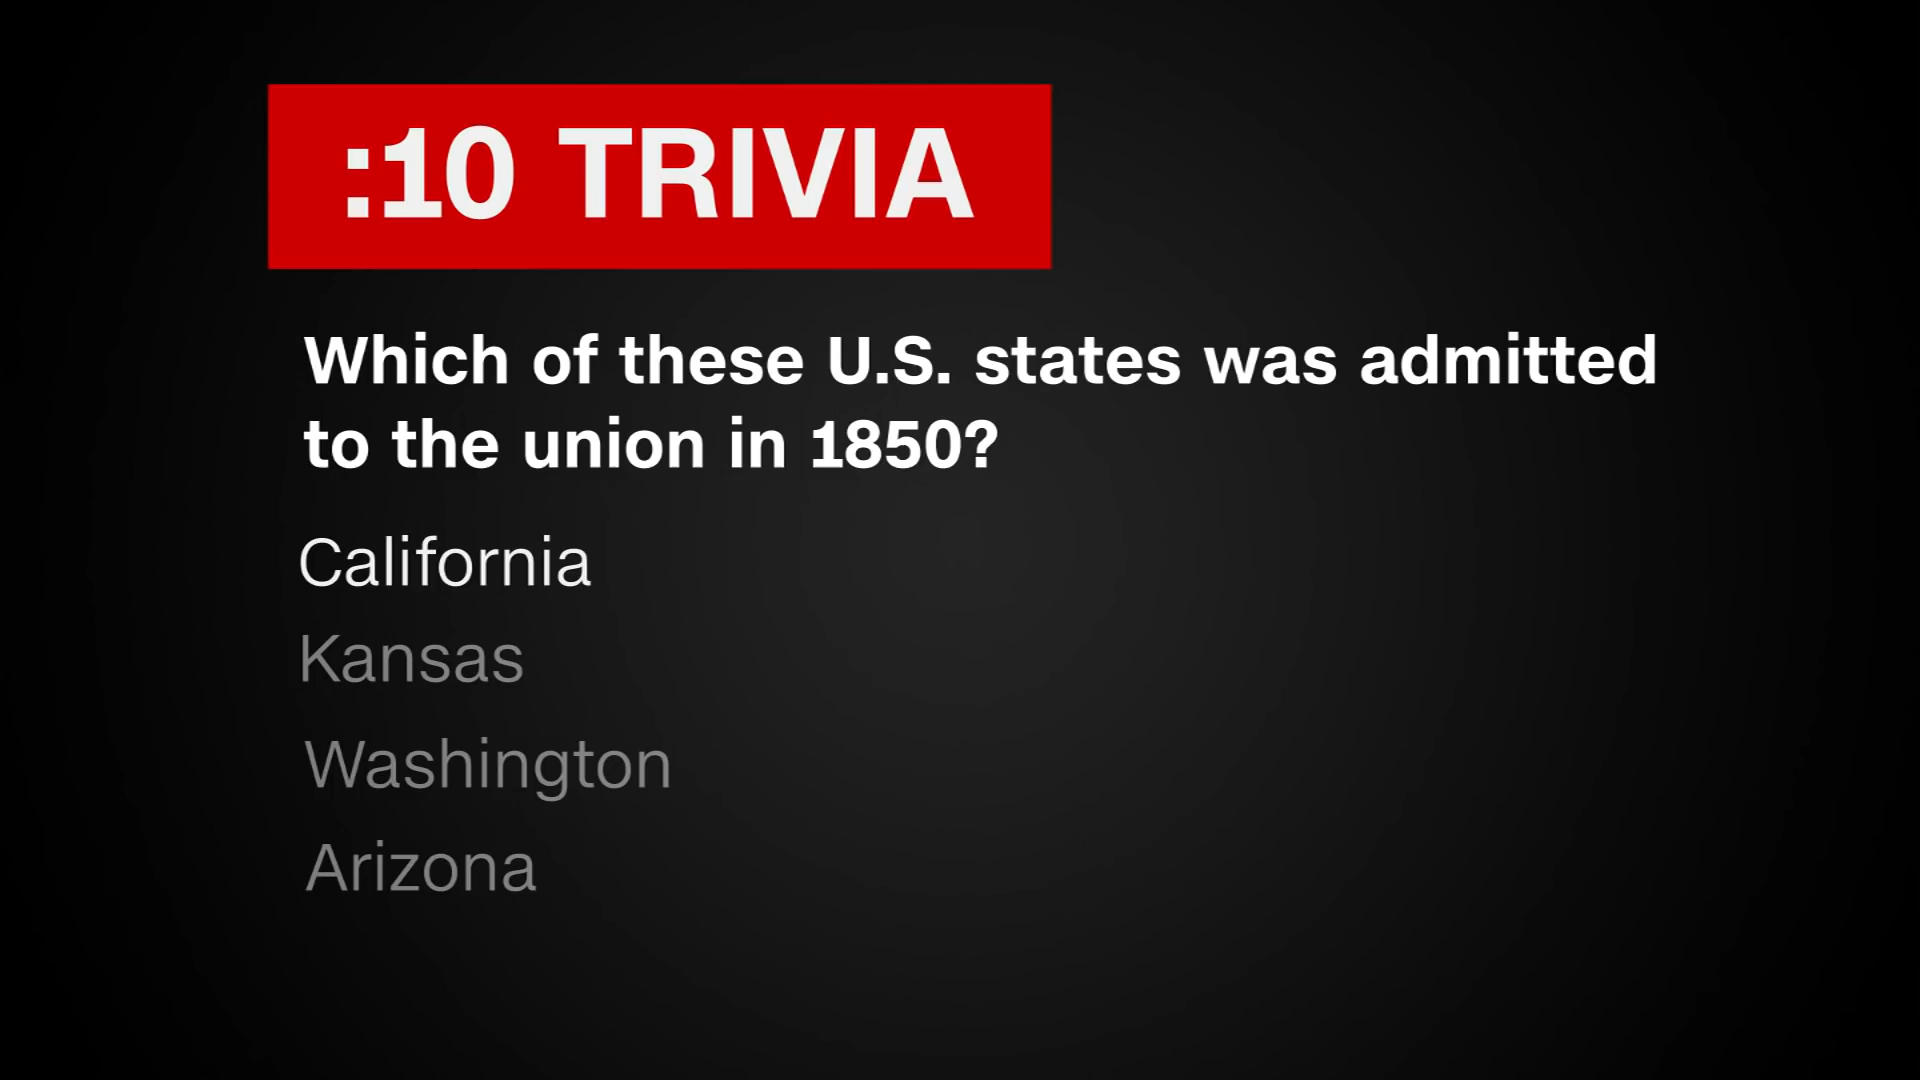 :10 TRIVIA
Which of these U.S. states was admitted
to the union in 1850?
California
Kansas
Washington
Arizona